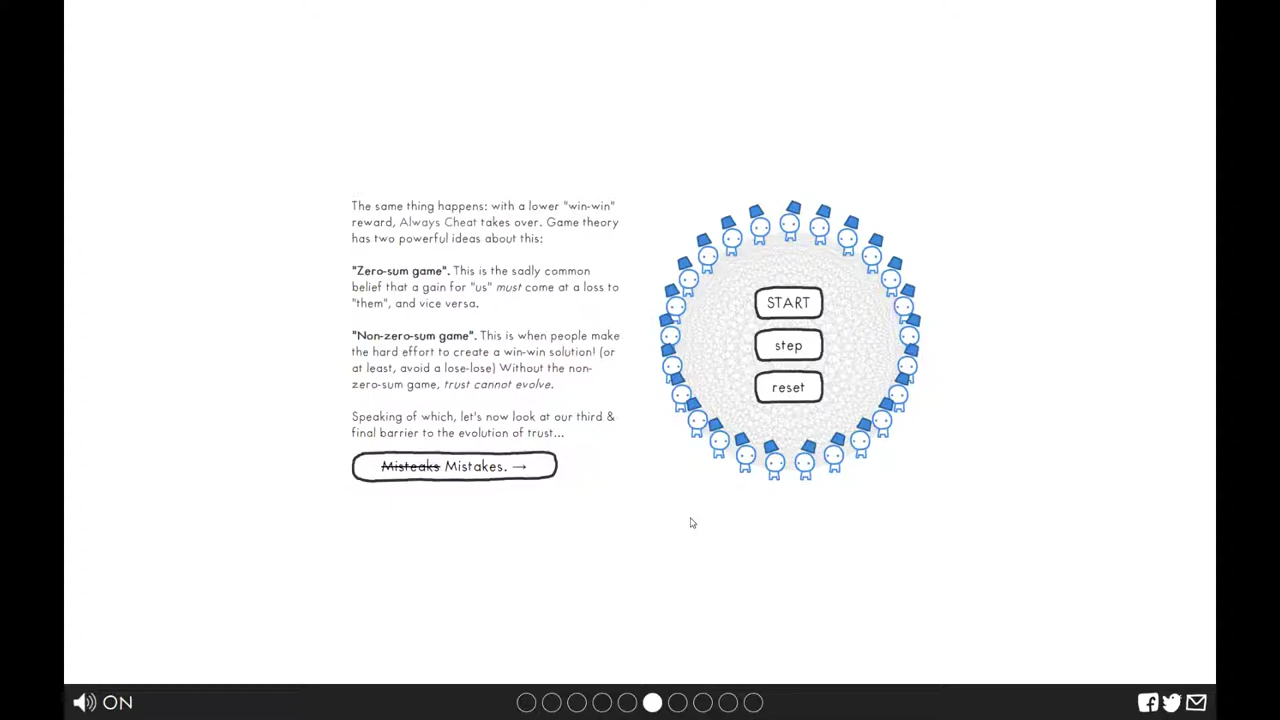 The same thing happens: with a lower "win-win"
reward, Always Cheat takes over. Game theory
has two powerful ideas about this:
"Zero-sum game". This is the sadly common
belief that a gain for "us" must come at a loss to
"them", and vice versa.
"Non-zero-sum game". This is when people make
the hard effort to create a win-win solution! (or
at least, avoid a lose-lose) Without the non-
zero-sum game, trust cannot evolve.
Speaking of which, let's now look at our third &
final barrier to the evolution of trust...
Misteaks Mistakes. →
START
step
reset
ON